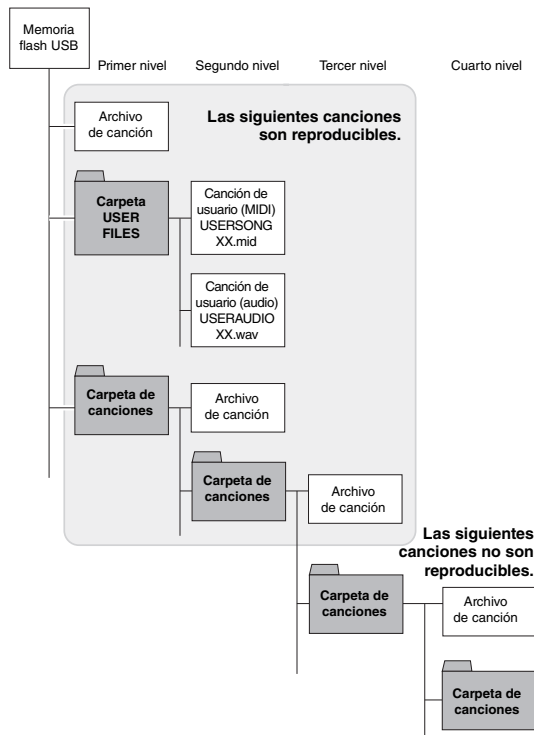 Memoria
flash USB
Primer nivel
Segundo nivel
Tercer nivel
Cuarto nivel
Archivo
de canción
Las siguientes canciones
son reproducibles.
Carpeta
USER
FILES
Canción de
usuario (MIDI)
USERSONG
XX.mid
Canción de
usuario (audio)
USERAUDIO
XX.wav
Carpeta de
canciones
Archivo
de canción
Carpeta de
canciones
Archivo
de canción
Las siguientes
canciones no son
reproducibles.
Carpeta de
canciones
Archivo
de canción
Carpeta de
canciones